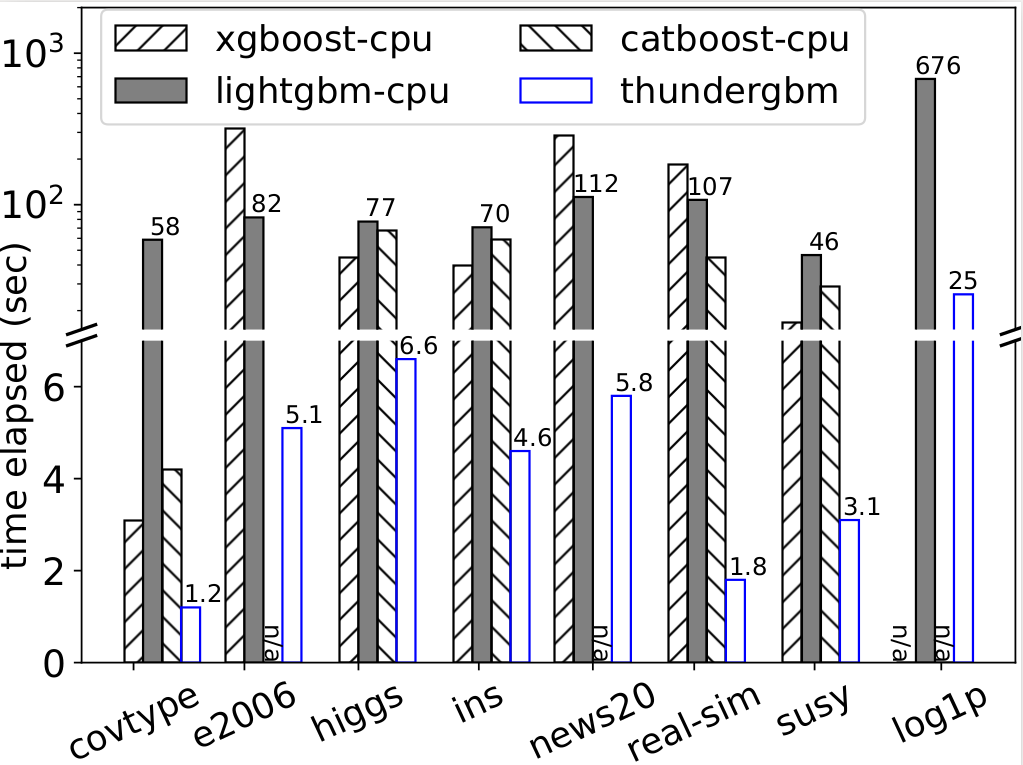 xgboost-cpu
lightgbm-cpu
catboost-cpu
thundergbm
time elapsed (sec)
10³
10²
6
4
2
0
58
1.2
82
n/a
5.1
77
6.6
70
4.6
112
n/a
5.8
107
1.8
46
3.1
n/a
676
n/a
25
covtype
e2006
higgs
ins
news20
real-sim
susy
log1p